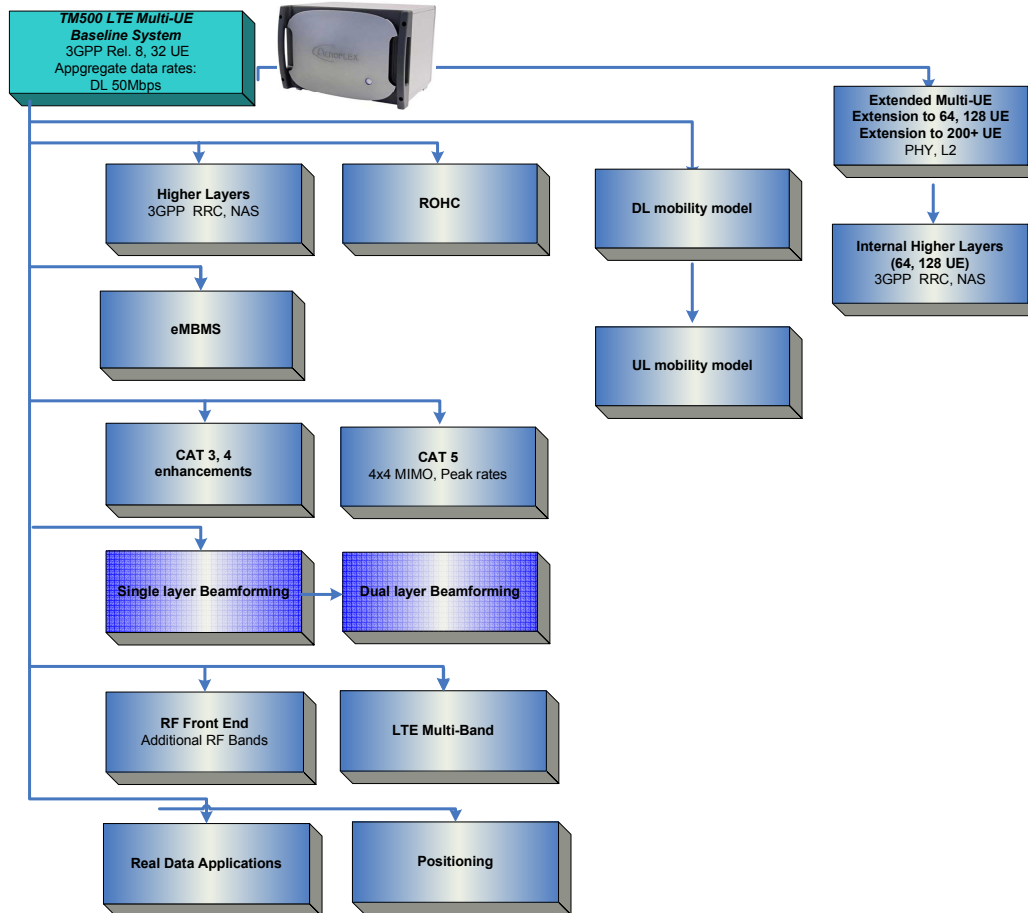 TM500 LTE Multi-UE
Baseline System
3GPP Rel. 8, 32 UE
Appgregate data rates:
DL 50Mbps
AEROFLEX
Extended Multi-UE
Extension to 64, 128 UE
Extension to 200+ UE
PHY, L2
Higher Layers
3GPP RRC, NAS
ROHC
DL mobility model
Internal Higher Layers
(64, 128 UE)
3GPP RRC, NAS
eMBMS
UL mobility model
CAT 3, 4
enhancements
CAT 5
4x4 MIMO, Peak rates
Single layer Beamforming
Dual layer Beamforming
RF Front End
Additional RF Bands
LTE Multi-Band
Real Data Applications
Positioning